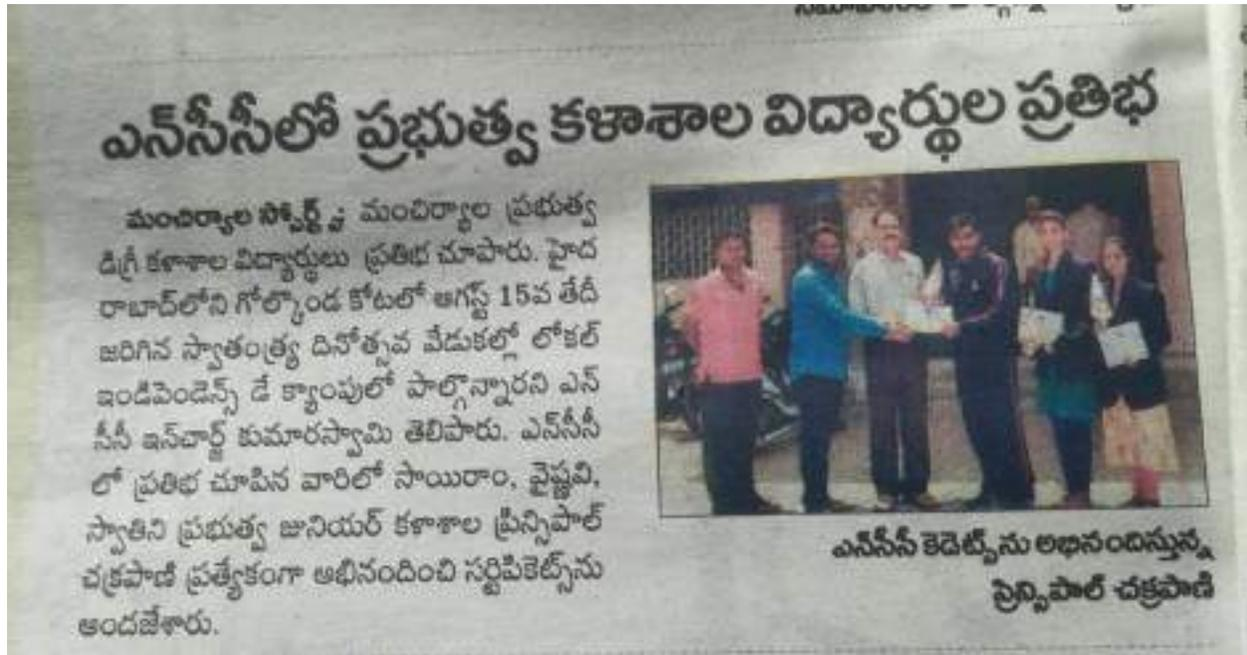 ఎన్‌సీసీలో ప్రభుత్వ కళాశాల విద్యార్థుల ప్రతిభ
మంచిర్యాల స్పోర్ట్స్: మంచిర్యాల ప్రభుత్వ
డిగ్రీ కళాశాల విద్యార్థులు ప్రతిభ చూపారు. హైద
రాబాద్‌లోని గోల్కొండ కోటలో ఆగస్ట్ 15వ తేదీ
జరిగిన స్వాతంత్ర్య దినోత్సవ వేడుకల్లో లోకల్
ఇండిపెండెన్స్ డే క్యాంపులో పాల్గొన్నారని ఎన్
సీసీ ఇన్‌చార్జ్ కుమారస్వామి తెలిపారు. ఎన్‌సీసీ
లో ప్రతిభ చూపిన వారిలో సాయిరాం, వైష్ణవి,
స్వాతిని ప్రభుత్వ జూనియర్ కళాశాల ప్రిన్సిపాల్
చక్రపాణి ప్రత్యేకంగా అభినందించి సర్టిపికెట్స్‌ను
అందజేశారు.
ఎన్‌సీసీ కెడెట్స్‌ను అభినందిస్తున్న
ప్రిన్సిపాల్ చక్రపాణి